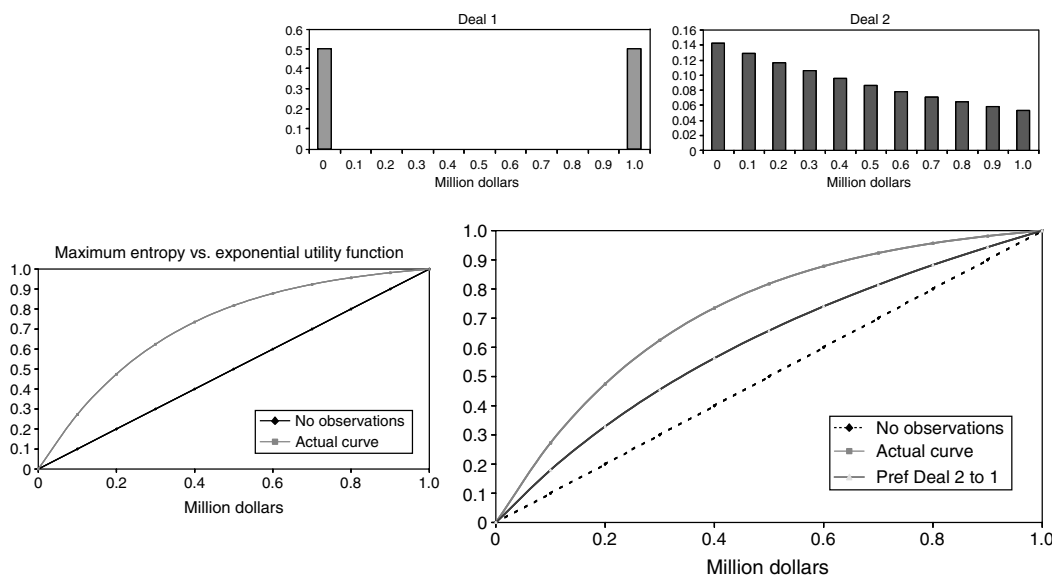 Deal 1
0.6
0.5
0.4
0.3
0.2
0.1
0
0 0.1 0.2 0.3 0.4 0.5 0.6 0.7 0.8 0.9 1.0
Million dollars
Deal 2
0.16
0.14
0.12
0.10
0.08
0.06
0.04
0.02
0
0 0.1 0.2 0.3 0.4 0.5 0.6 0.7 0.8 0.9 1.0
Million dollars
Maximum entropy vs. exponential utility function
1.0
0.9
0.8
0.7
0.6
0.5
0.4
0.3
0.2
0.1
0
No observations
Actual curve
0 0.2 0.4 0.6 0.8 1.0
Million dollars
1.0
0.9
0.8
0.7
0.6
0.5
0.4
0.3
0.2
0.1
0
No observations
Actual curve
Pref Deal 2 to 1
0 0.2 0.4 0.6 0.8 1.0
Million dollars